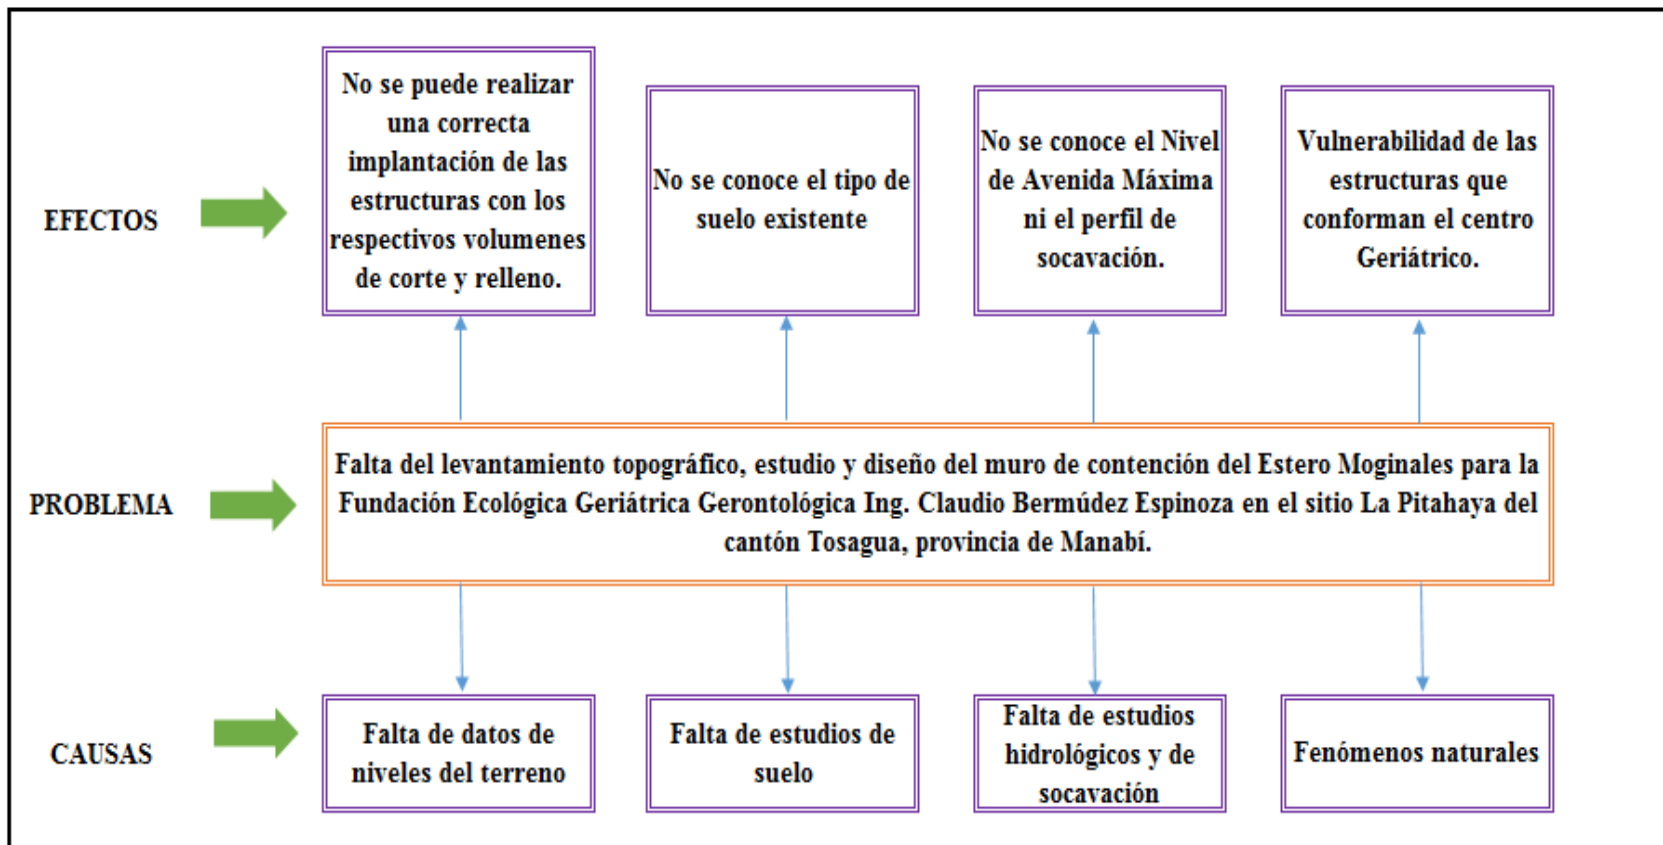 EFECTOS
No se puede realizar
una correcta
implantación de las
estructuras con los
respectivos volumenes
de corte y relleno.
No se conoce el tipo de
suelo existente
No se conoce el Nivel
de Avenida Máxima
ni el perfil de
socavación.
Vulnerabilidad de las
estructuras que
conforman el centro
Geriátrico.
PROBLEMA
Falta del levantamiento topográfico, estudio y diseño del muro de contención del Estero Moginales para la
Fundación Ecológica Geriátrica Gerontológica Ing. Claudio Bermúdez Espinoza en el sitio La Pitahaya del
cantón Tosagua, provincia de Manabí.
CAUSAS
Falta de datos de
niveles del terreno
Falta de estudios de
suelo
Falta de estudios
hidrológicos y de
socavación
Fenómenos naturales